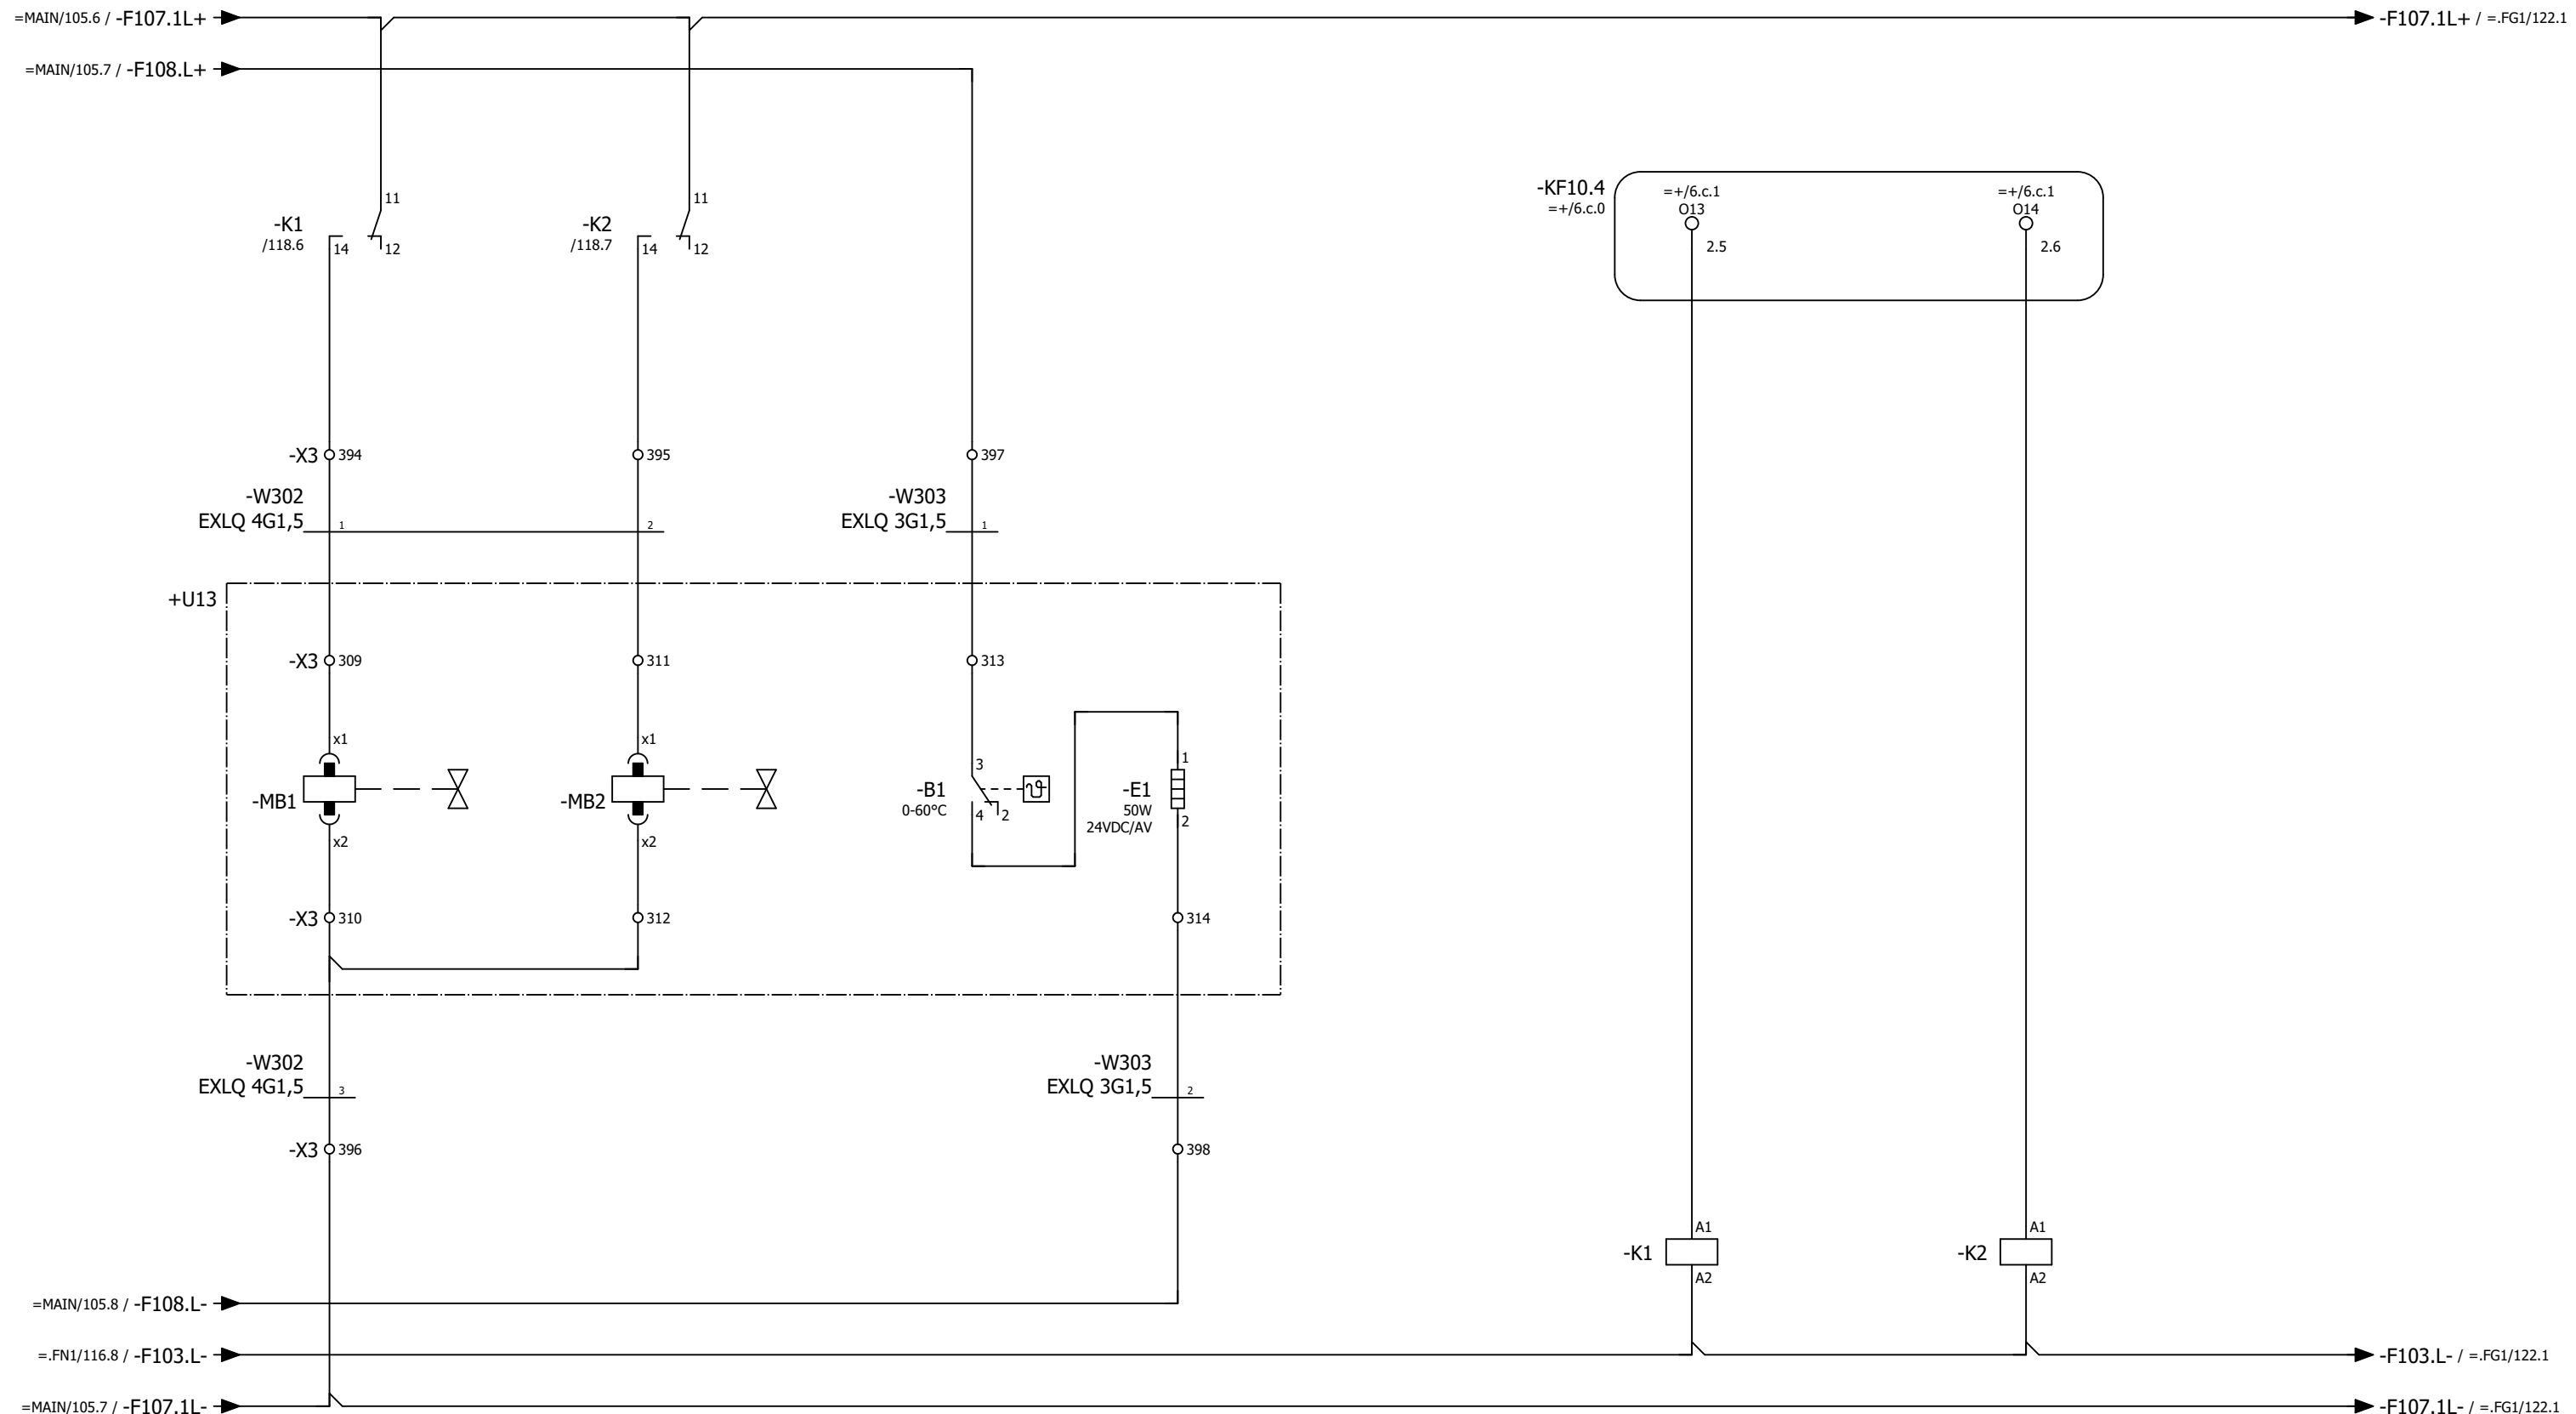 =MAIN/105.6 / -F107.1L+
-F107.1L+ / =.FG1/122.1
=MAIN/105.7 / -F108.L+
11
-K1
/118.6
14
12
11
-K2
/118.7
14
12
-KF10.4
=+/6.c.0
=+/6.c.1
O13
2.5
=+/6.c.1
O14
2.6
-X3
394
395
397
-W302
EXLQ 4G1,5
1
2
-W303
EXLQ 3G1,5
1
+U13
-X3
309
311
313
x1
-MB1
x2
x1
-MB2
x2
3
-B1
0-60°C
4
2
1
-E1
50W
24VDC/AV
2
-X3
310
312
314
-W302
EXLQ 4G1,5
3
-W303
EXLQ 3G1,5
2
-X3
396
398
A1
-K1
A2
A1
-K2
A2
=MAIN/105.8 / -F108.L-
=.FN1/116.8 / -F103.L-
-F103.L- / =.FG1/122.1
=MAIN/105.7 / -F107.1L-
-F107.1L- / =.FG1/122.1